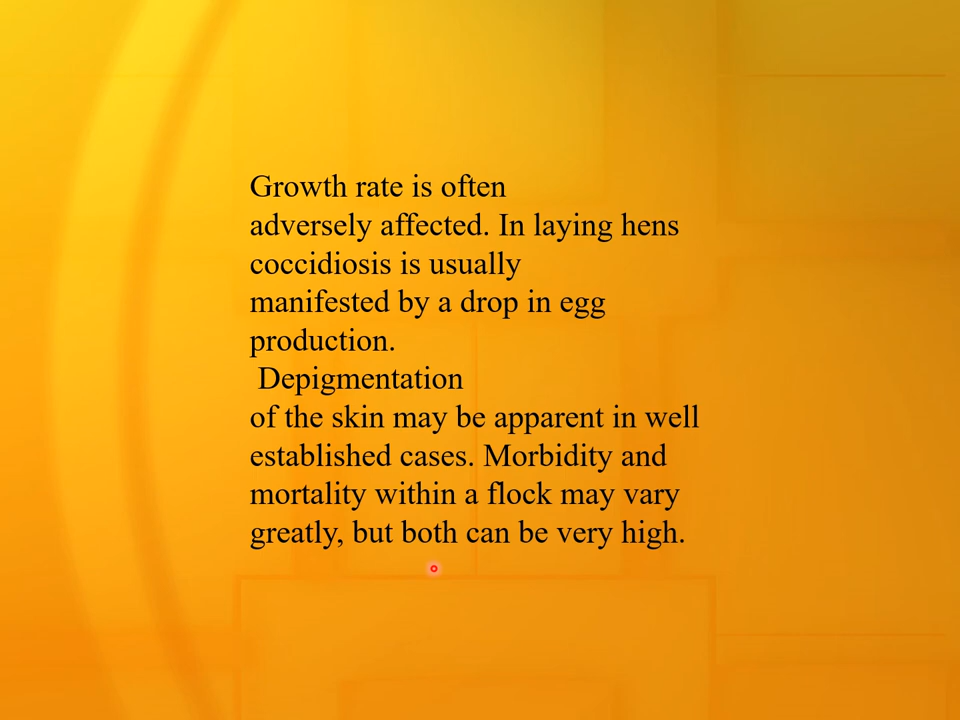 Growth rate is often
adversely affected. In laying hens
coccidiosis is usually
manifested by a drop in egg
production.
Depigmentation
of the skin may be apparent in well
established cases. Morbidity and
mortality within a flock may vary
greatly, but both can be very high.